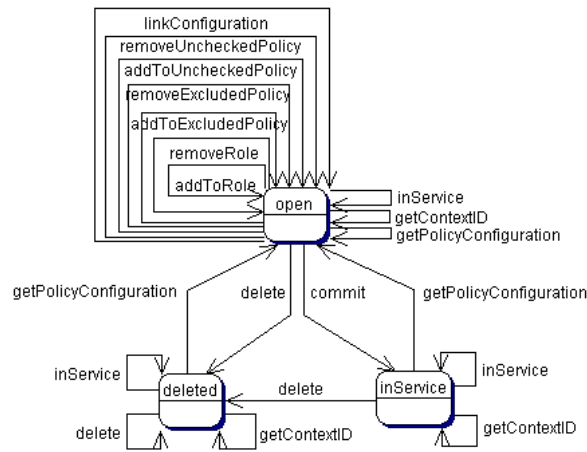 linkConfiguration
removeUncheckedPolicy
addToUncheckedPolicy
removeExcludedPolicy
addToExcludedPolicy
removeRole
addToRole
open
inService
getContextID
getPolicyConfiguration
getPolicyConfiguration
delete
commit
getPolicyConfiguration
inService
deleted
delete
inService
inService
delete
getContextID
getContextID